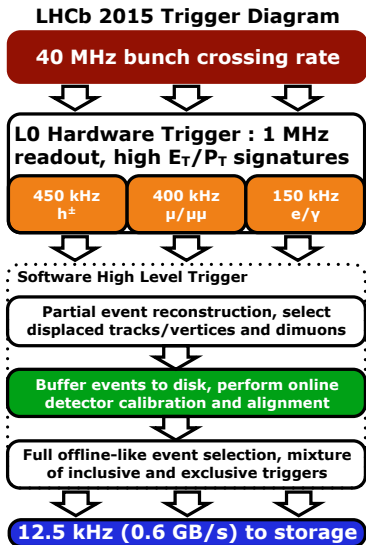 LHCb 2015 Trigger Diagram
40 MHz bunch crossing rate
L0 Hardware Trigger : 1 MHz
readout, high E_T/P_T signatures
450 kHz
h±
400 kHz
μ/μμ
150 kHz
e/γ
Software High Level Trigger
Partial event reconstruction, select
displaced tracks/vertices and dimuons
Buffer events to disk, perform online
detector calibration and alignment
Full offline-like event selection, mixture
of inclusive and exclusive triggers
12.5 kHz (0.6 GB/s) to storage